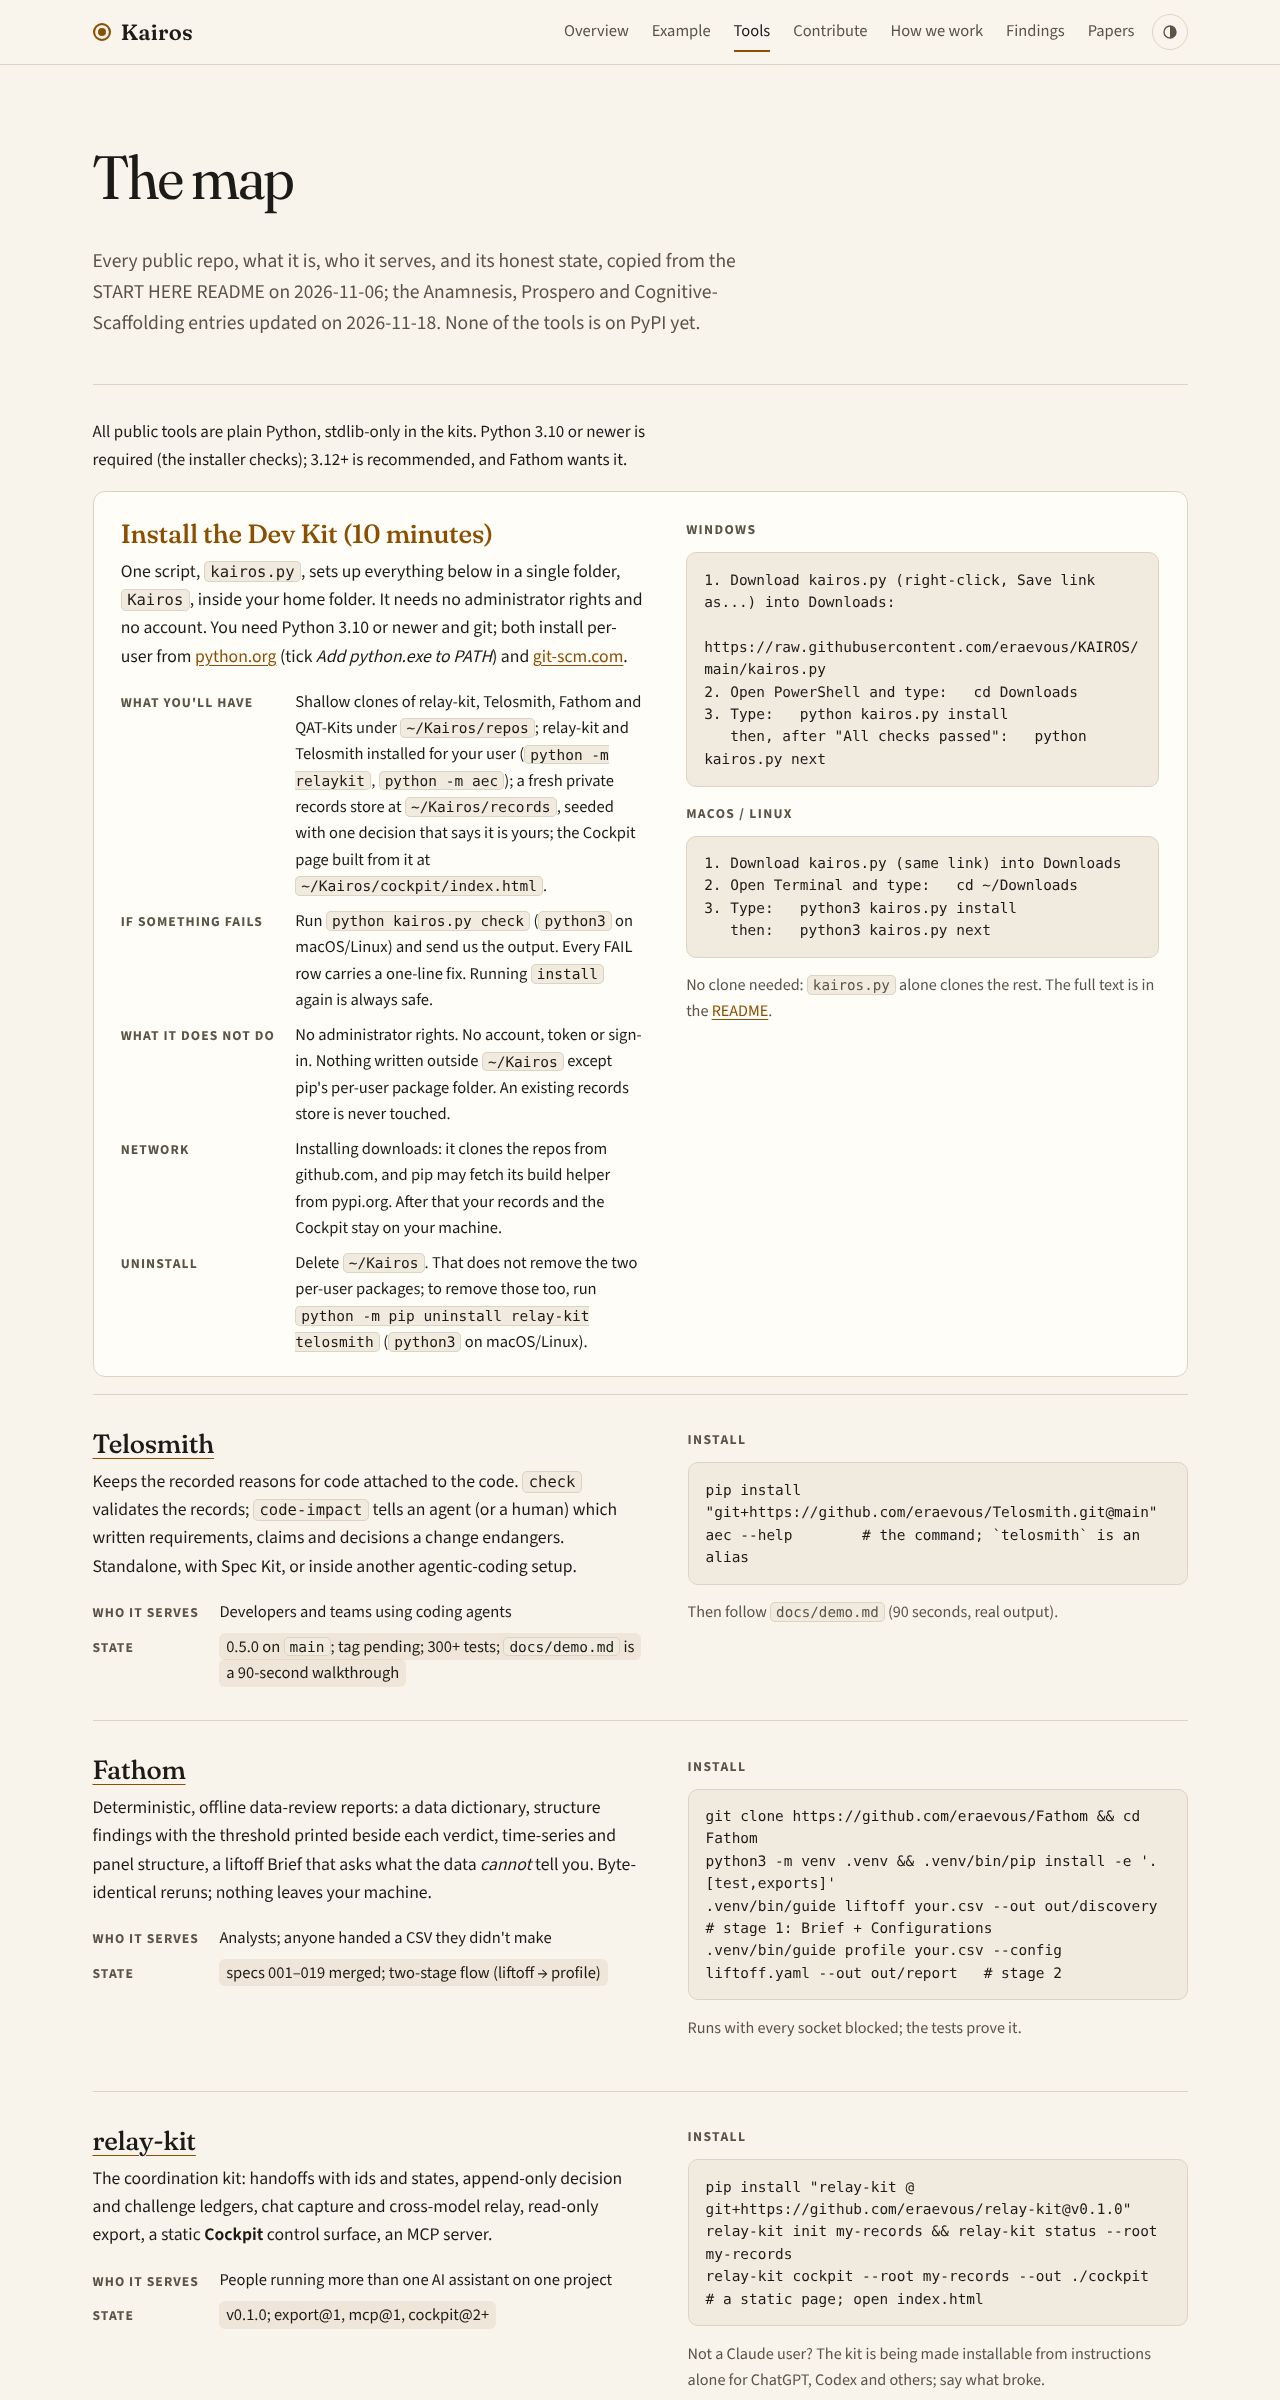 Kairos
Overview Example Tools Contribute How we work Findings Papers
The map
Every public repo, what it is, who it serves, and its honest state, copied from the
START HERE README on 2026-11-06; the Anamnesis, Prospero and Cognitive-
Scaffolding entries updated on 2026-11-18. None of the tools is on PyPI yet.
All public tools are plain Python, stdlib-only in the kits. Python 3.10 or newer is
required (the installer checks); 3.12+ is recommended, and Fathom wants it.
Install the Dev Kit (10 minutes)
One script, kairos.py, sets up everything below in a single folder,
Kairos, inside your home folder. It needs no administrator rights and
no account. You need Python 3.10 or newer and git; both install per-
user from python.org (tick Add python.exe to PATH) and git-scm.com.
WHAT YOU'LL HAVE
Shallow clones of relay-kit, Telosmith, Fathom and
QAT-Kits under ~/Kairos/repos; relay-kit and
Telosmith installed for your user (python -m
relaykit, python -m aec); a fresh private
records store at ~/Kairos/records, seeded
with one decision that says it is yours; the Cockpit
page built from it at
~/Kairos/cockpit/index.html.
IF SOMETHING FAILS
Run python kairos.py check (python3 on
macOS/Linux) and send us the output. Every FAIL
row carries a one-line fix. Running install
again is always safe.
WHAT IT DOES NOT DO
No administrator rights. No account, token or sign-
in. Nothing written outside ~/Kairos except
pip's per-user package folder. An existing records
store is never touched.
NETWORK
Installing downloads: it clones the repos from
github.com, and pip may fetch its build helper
from pypi.org. After that your records and the
Cockpit stay on your machine.
UNINSTALL
Delete ~/Kairos. That does not remove the two
per-user packages; to remove those too, run
python -m pip uninstall relay-kit
telosmith (python3 on macOS/Linux).
WINDOWS
1. Download kairos.py (right-click, Save link
as...) into Downloads:
https://raw.githubusercontent.com/eraevous/KAIROS/
main/kairos.py
2. Open PowerShell and type:   cd Downloads
3. Type:   python kairos.py install
then, after "All checks passed":   python
kairos.py next
MACOS / LINUX
1. Download kairos.py (same link) into Downloads
2. Open Terminal and type:   cd ~/Downloads
3. Type:   python3 kairos.py install
then:   python3 kairos.py next
No clone needed: kairos.py alone clones the rest. The full text is in
the README.
Telosmith
Keeps the recorded reasons for code attached to the code. check
validates the records; code-impact tells an agent (or a human) which
written requirements, claims and decisions a change endangers.
Standalone, with Spec Kit, or inside another agentic-coding setup.
WHO IT SERVES
Developers and teams using coding agents
STATE
0.5.0 on main; tag pending; 300+ tests; docs/demo.md is
a 90-second walkthrough
INSTALL
pip install
"git+https://github.com/eraevous/Telosmith.git@main"
aec --help        # the command; `telosmith` is an
alias
Then follow docs/demo.md (90 seconds, real output).
Fathom
Deterministic, offline data-review reports: a data dictionary, structure
findings with the threshold printed beside each verdict, time-series and
panel structure, a liftoff Brief that asks what the data cannot tell you. Byte-
identical reruns; nothing leaves your machine.
WHO IT SERVES
Analysts; anyone handed a CSV they didn't make
STATE
specs 001–019 merged; two-stage flow (liftoff → profile)
INSTALL
git clone https://github.com/eraevous/Fathom && cd
Fathom
python3 -m venv .venv && .venv/bin/pip install -e '.
[test,exports]'
.venv/bin/guide liftoff your.csv --out out/discovery
# stage 1: Brief + Configurations
.venv/bin/guide profile your.csv --config
liftoff.yaml --out out/report   # stage 2
Runs with every socket blocked; the tests prove it.
relay-kit
The coordination kit: handoffs with ids and states, append-only decision
and challenge ledgers, chat capture and cross-model relay, read-only
export, a static Cockpit control surface, an MCP server.
WHO IT SERVES
People running more than one AI assistant on one project
STATE
v0.1.0; export@1, mcp@1, cockpit@2+
INSTALL
pip install "relay-kit @
git+https://github.com/eraevous/relay-kit@v0.1.0"
relay-kit init my-records && relay-kit status --root
my-records
relay-kit cockpit --root my-records --out ./cockpit
# a static page; open index.html
Not a Claude user? The kit is being made installable from instructions
alone for ChatGPT, Codex and others; say what broke.